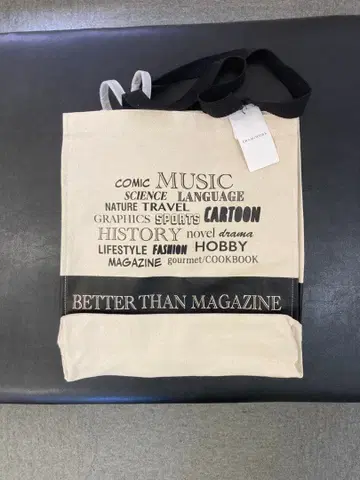 COMIC MUSIC
SCIENCE LANGUAGE
NATURE TRAVEL
GRAPHICS SPORTS CARTOON
HISTORY novel drama
LIFESTYLE FASHION HOBBY
MAGAZINE gourmet/COOKBOOK
BETTER THAN MAGAZINE